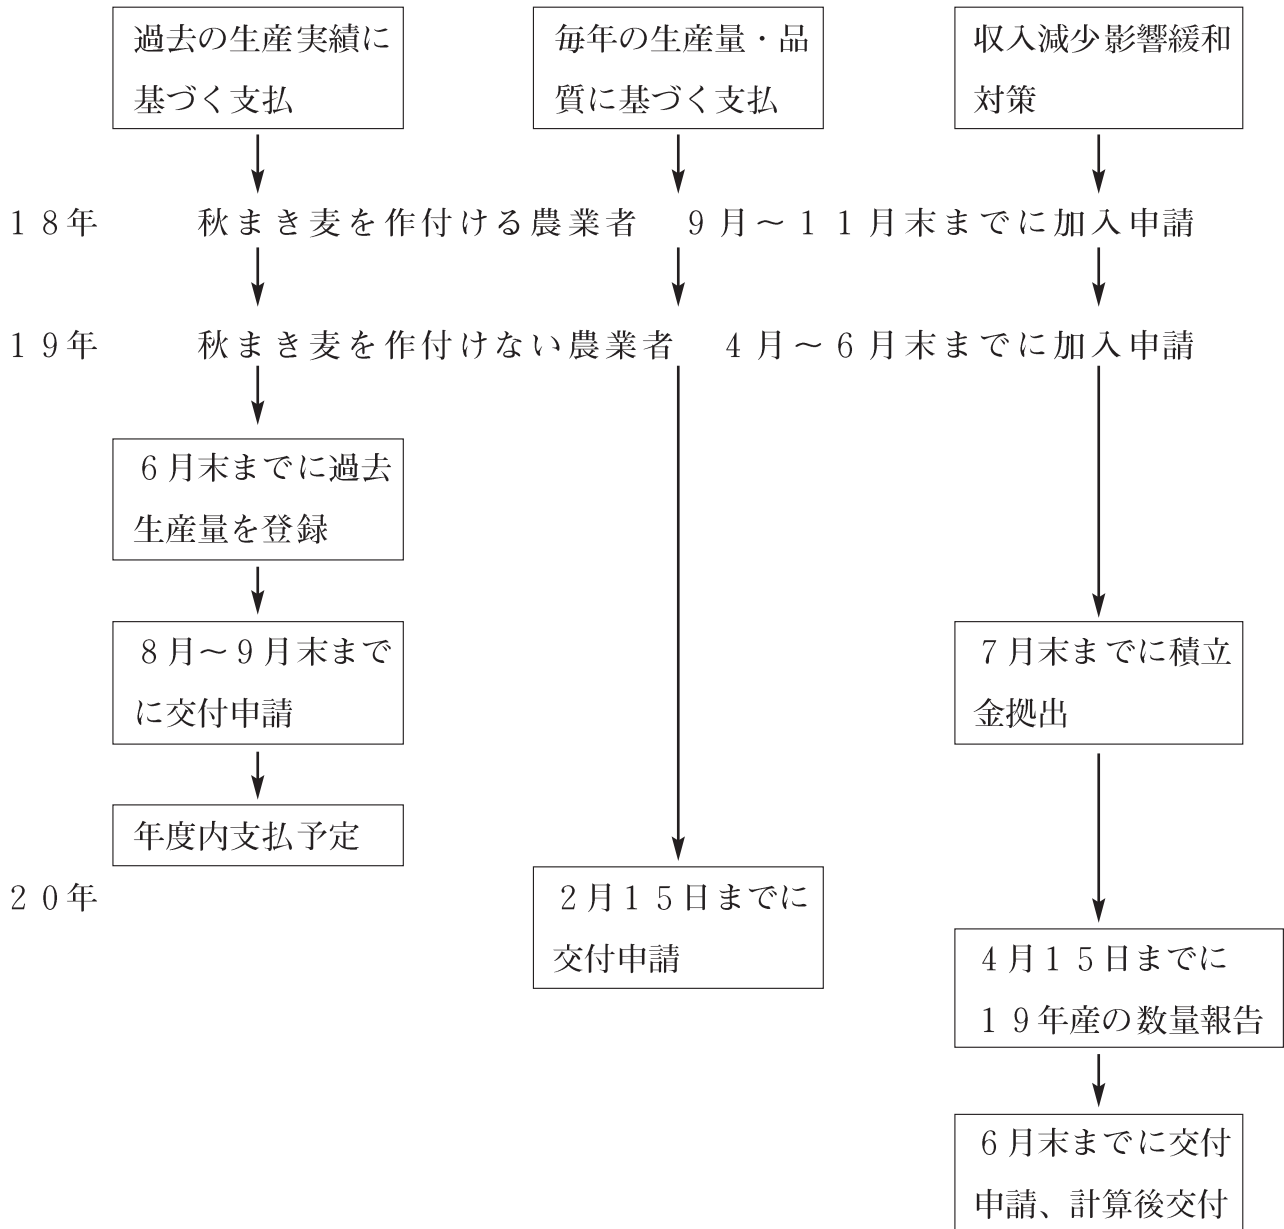 過去の生産実績に
基づく支払
毎年の生産量・品
質に基づく支払
収入減少影響緩和
対策
18年 秋まき麦を作付ける農業者 9月~11月末までに加入申請
19年 秋まき麦を作付けない農業者 4月~6月末までに加入申請
6月末までに過去
生産量を登録
8月~9月末まで
に交付申請
7月末までに積立
金拠出
年度内支払予定
20年
2月15日までに
交付申請
4月15日までに
19年産の数量報告
6月末までに交付
申請、計算後交付